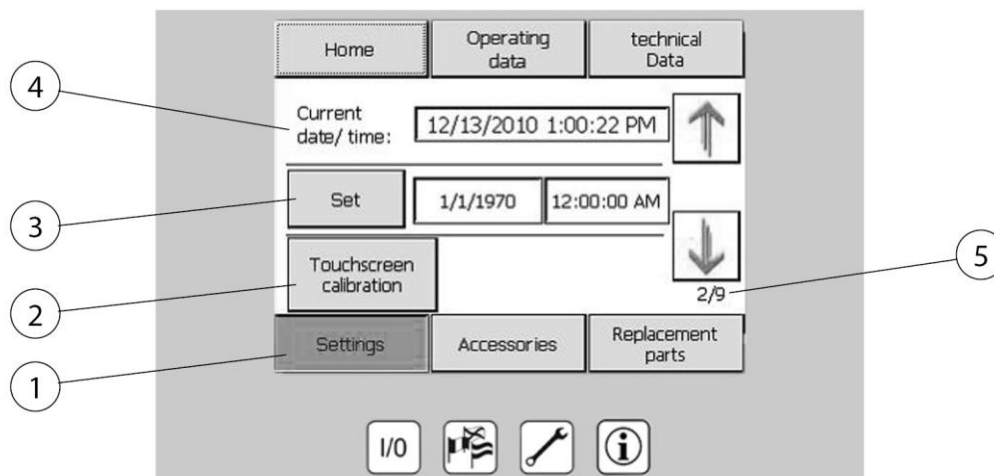 Home
Operating
data
technical
Data
4
Current
date/ time:
12/13/2010 1:00:22 PM
3
Set
1/1/1970
12:00:00 AM
5
2
Touchscreen
calibration
2/9
1
Settings
Accessories
Replacement
parts
I/0
i